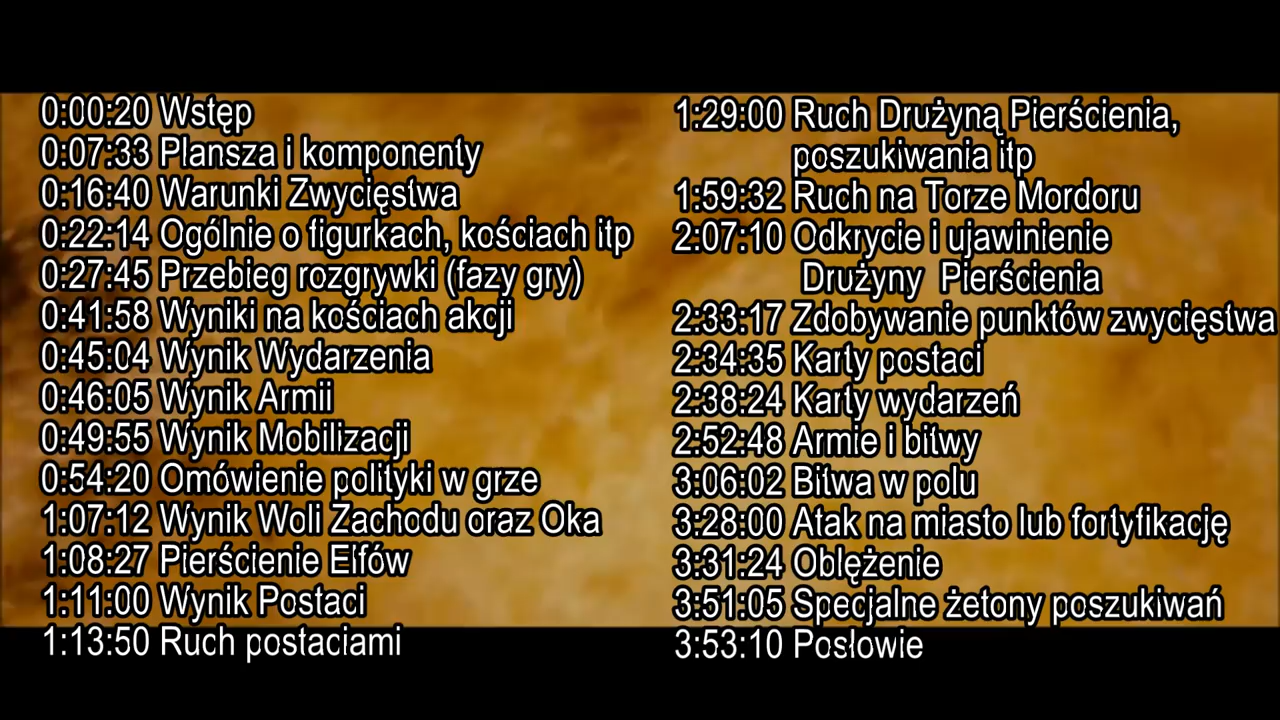 0:00:20 Wstęp
0:07:33 Plansza i komponenty
0:16:40 Warunki Zwycięstwa
0:22:14 Ogólnie o figurkach, kościach itp
0:27:45 Przebieg rozgrywki (fazy gry)
0:41:58 Wyniki na kościach akcji
0:45:04 Wynik Wydarzenia
0:46:05 Wynik Armii
0:49:55 Wynik Mobilizacji
0:54:20 Omówienie polityki w grze
1:07:12 Wynik Woli Zachodu oraz Oka
1:08:27 Pierścienie Elfów
1:11:00 Wynik Postaci
1:13:50 Ruch postaciami
1:29:00 Ruch Drużyną Pierścienia,
poszukiwania itp
1:59:32 Ruch na Torze Mordoru
2:07:10 Odkrycie i ujawinienie
Drużyny Pierścienia
2:33:17 Zdobywanie punktów zwycięstwa
2:34:35 Karty postaci
2:38:24 Karty wydarzeń
2:52:48 Armie i bitwy
3:06:02 Bitwa w polu
3:28:00 Atak na miasto lub fortyfikację
3:31:24 Oblężenie
3:51:05 Specjalne żetony poszukiwań
3:53:10 Posłowie